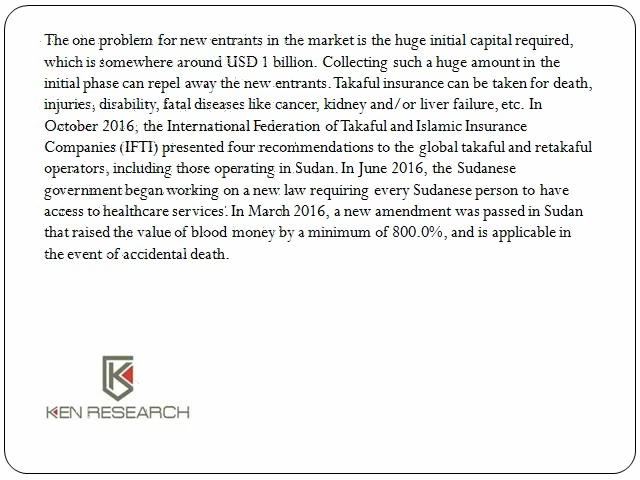 The one problem for new entrants in the market is the huge initial capital required,
which is somewhere around USD 1 billion. Collecting such a huge amount in the
initial phase can repel away the new entrants. Takaful insurance can be taken for death,
injuries, disability, fatal diseases like cancer, kidney and/or liver failure, etc. In
October 2016, the International Federation of Takaful and Islamic Insurance
Companies (IFTI) presented four recommendations to the global takaful and retakaful
operators, including those operating in Sudan. In June 2016, the Sudanese
government began working on a new law requiring every Sudanese person to have
access to healthcare services. In March 2016, a new amendment was passed in Sudan
that raised the value of blood money by a minimum of 800.0%, and is applicable in
the event of accidental death.
KEN RESEARCH